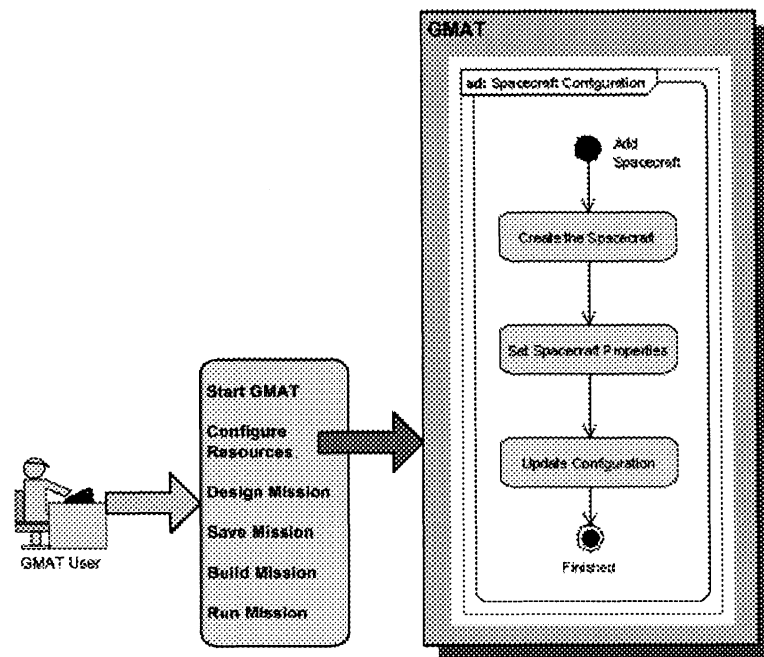 GMAT
ad: Spacecraft Configuration
Add
Spacecraft
Create the Spacecraft
Set Spacecraft Properties
Update Configuration
Finished
Start GMAT
Configure
Resources
Design Mission
Save Mission
Build Mission
Run Mission
GMAT User